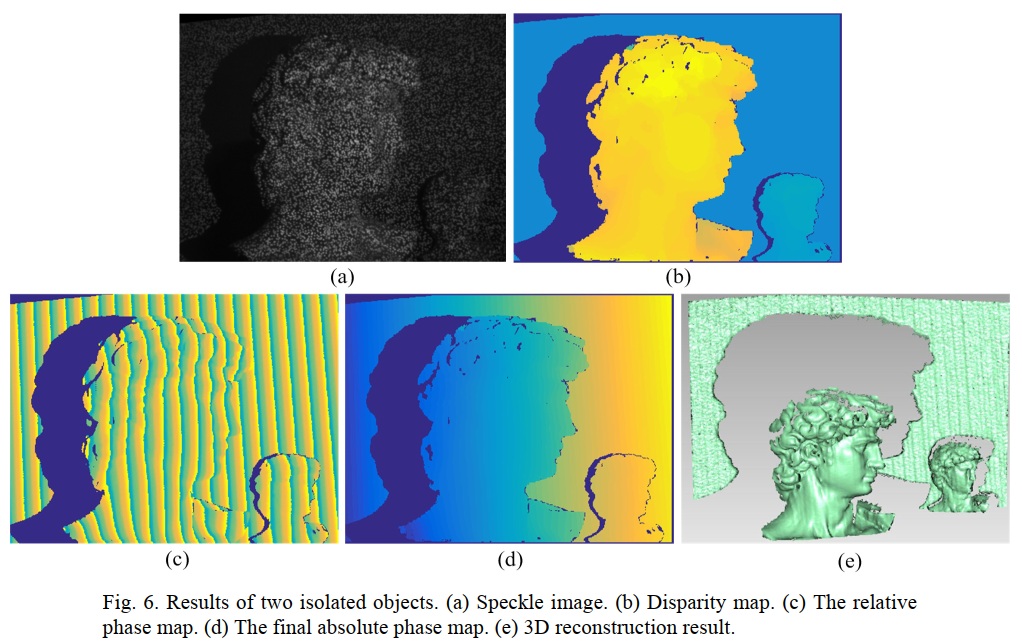 (a)
(b)
(c)
(d)
(e)
Fig. 6. Results of two isolated objects. (a) Speckle image. (b) Disparity map. (c) The relative
phase map. (d) The final absolute phase map. (e) 3D reconstruction result.